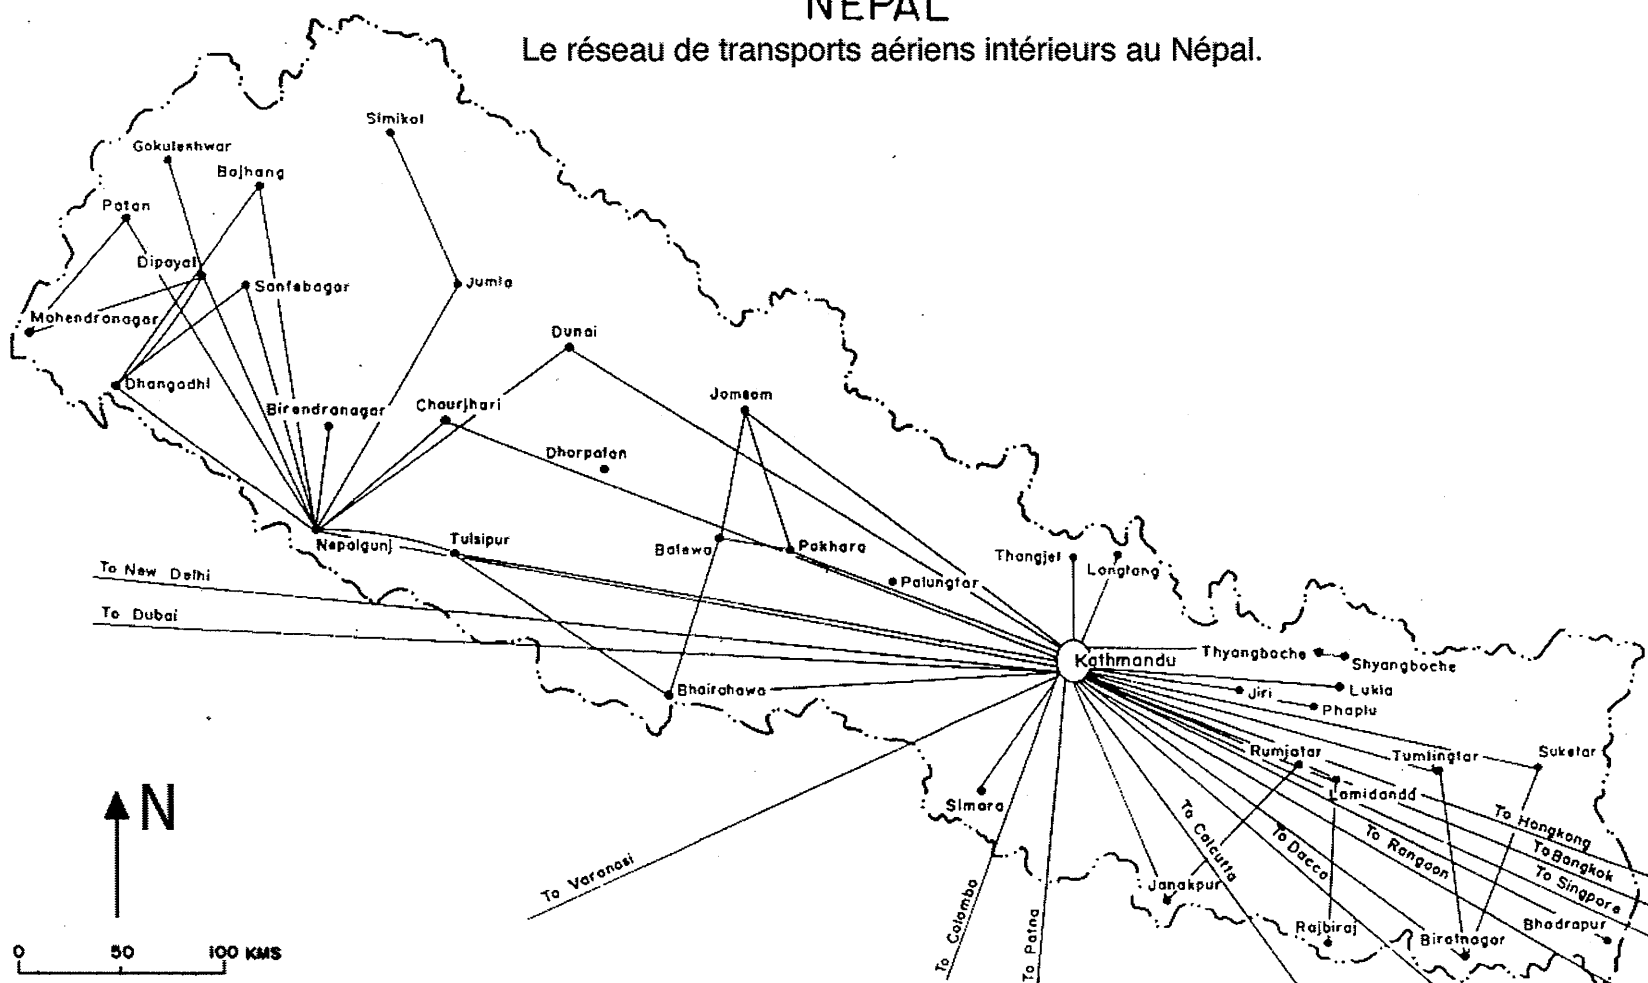 NEPAL
Le réseau de transports aériens intérieurs au Népal.
Simikot
Gokuleshwar
Bajhang
Patan
Dipayal
Sanfebagar
Jumla
Mahendranagar
Dunai
Dhangadhi
Jomsom
Birendranagar
Chaurjhari
Dhorpatan
Nepalgunj
Tulsipur
Balewa
Pokhara
Thangjet
Langtang
Palungtar
To New Delhi
To Dubai
Kathmandu
Thyangboche
Shyangboche
Bhairahawa
Jiri
Lukla
Phaplu
Rumjatar
Tumlingtar
Suketar
Lamidanda
N
Simara
To Calcutta
To Dacca
To Rangoon
To Hongkong
To Bangkok
To Singpore
To Varanasi
Janakpur
To Colombo
To Patna
Rajbiraj
Biratnagar
Bhadrapur
0 50 100 KMS